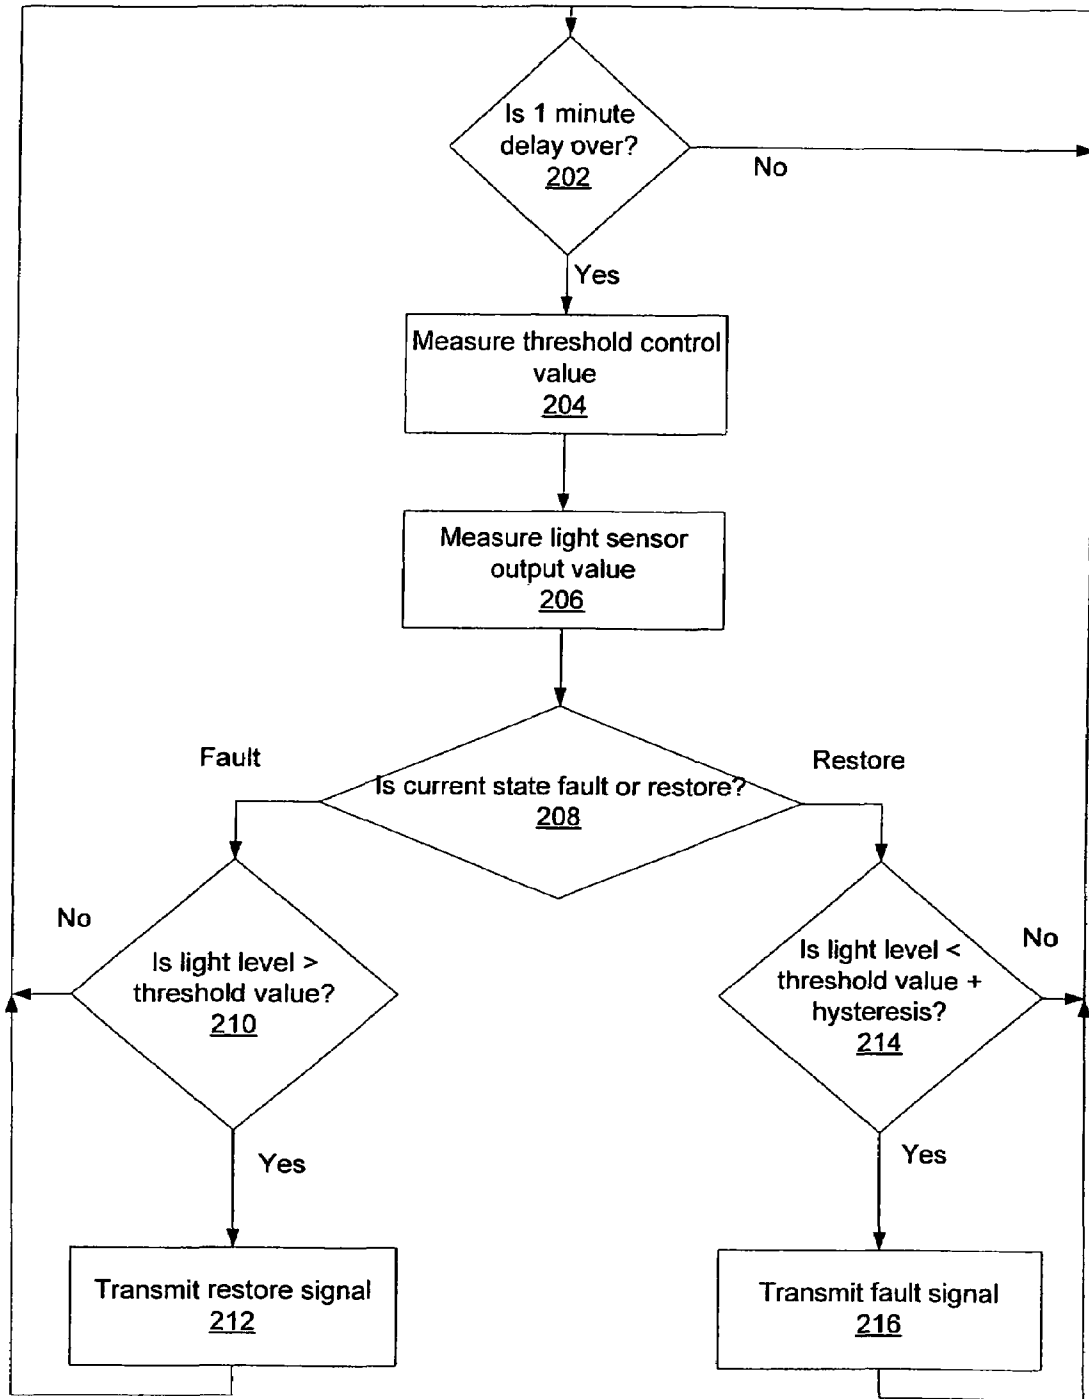 Is 1 minute
delay over?
202
No
Yes
Measure threshold control
value
204
Measure light sensor
output value
206
Fault
Restore
Is current state fault or restore?
208
No
Is light level >
threshold value?
210
Is light level <
threshold value +
hysteresis?
214
No
Yes
Yes
Transmit restore signal
212
Transmit fault signal
216